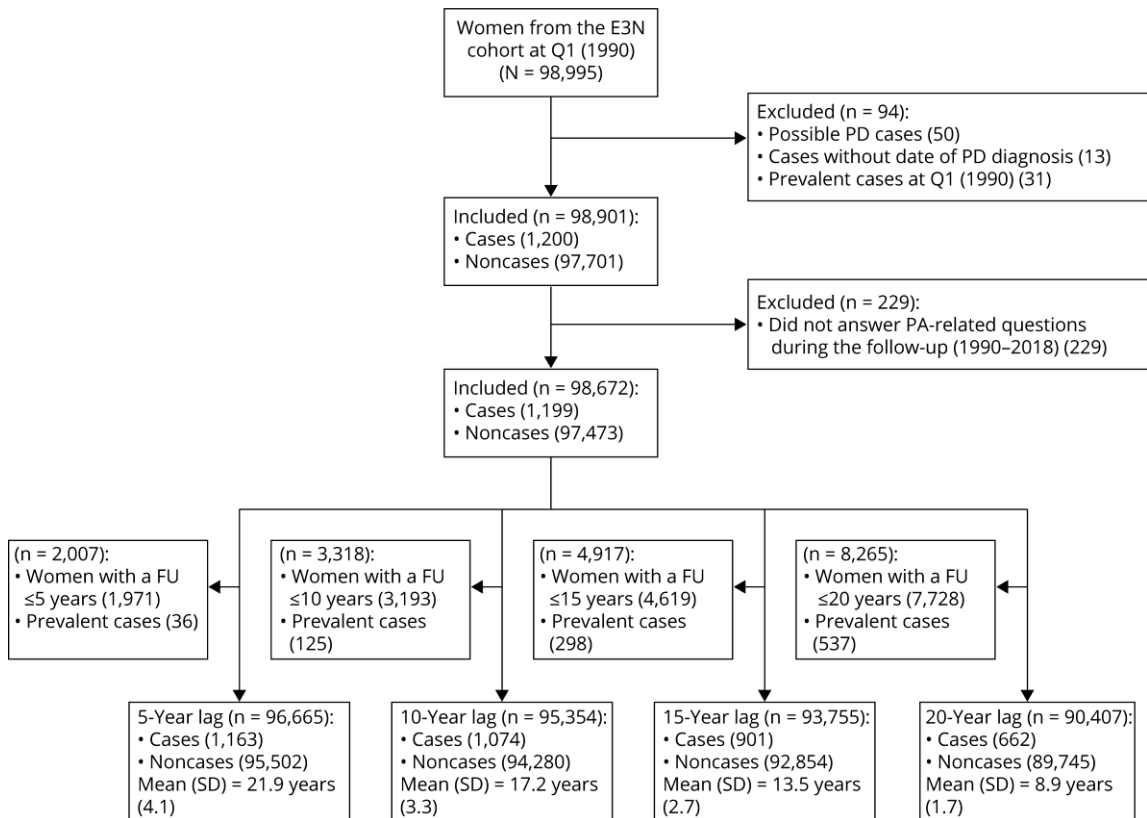 Women from the E3N
cohort at Q1 (1990)
(N = 98,995)
Excluded (n = 94):
• Possible PD cases (50)
• Cases without date of PD diagnosis (13)
• Prevalent cases at Q1 (1990) (31)
Included (n = 98,901):
• Cases (1,200)
• Noncases (97,701)
Excluded (n = 229):
• Did not answer PA-related questions
during the follow-up (1990–2018) (229)
Included (n = 98,672):
• Cases (1,199)
• Noncases (97,473)
(n = 2,007):
• Women with a FU
≤5 years (1,971)
• Prevalent cases (36)
(n = 3,318):
• Women with a FU
≤10 years (3,193)
• Prevalent cases
(125)
(n = 4,917):
• Women with a FU
≤15 years (4,619)
• Prevalent cases
(298)
(n = 8,265):
• Women with a FU
≤20 years (7,728)
• Prevalent cases
(537)
5-Year lag (n = 96,665):
• Cases (1,163)
• Noncases (95,502)
Mean (SD) = 21.9 years
(4.1)
10-Year lag (n = 95,354):
• Cases (1,074)
• Noncases (94,280)
Mean (SD) = 17.2 years
(3.3)
15-Year lag (n = 93,755):
• Cases (901)
• Noncases (92,854)
Mean (SD) = 13.5 years
(2.7)
20-Year lag (n = 90,407):
• Cases (662)
• Noncases (89,745)
Mean (SD) = 8.9 years
(1.7)